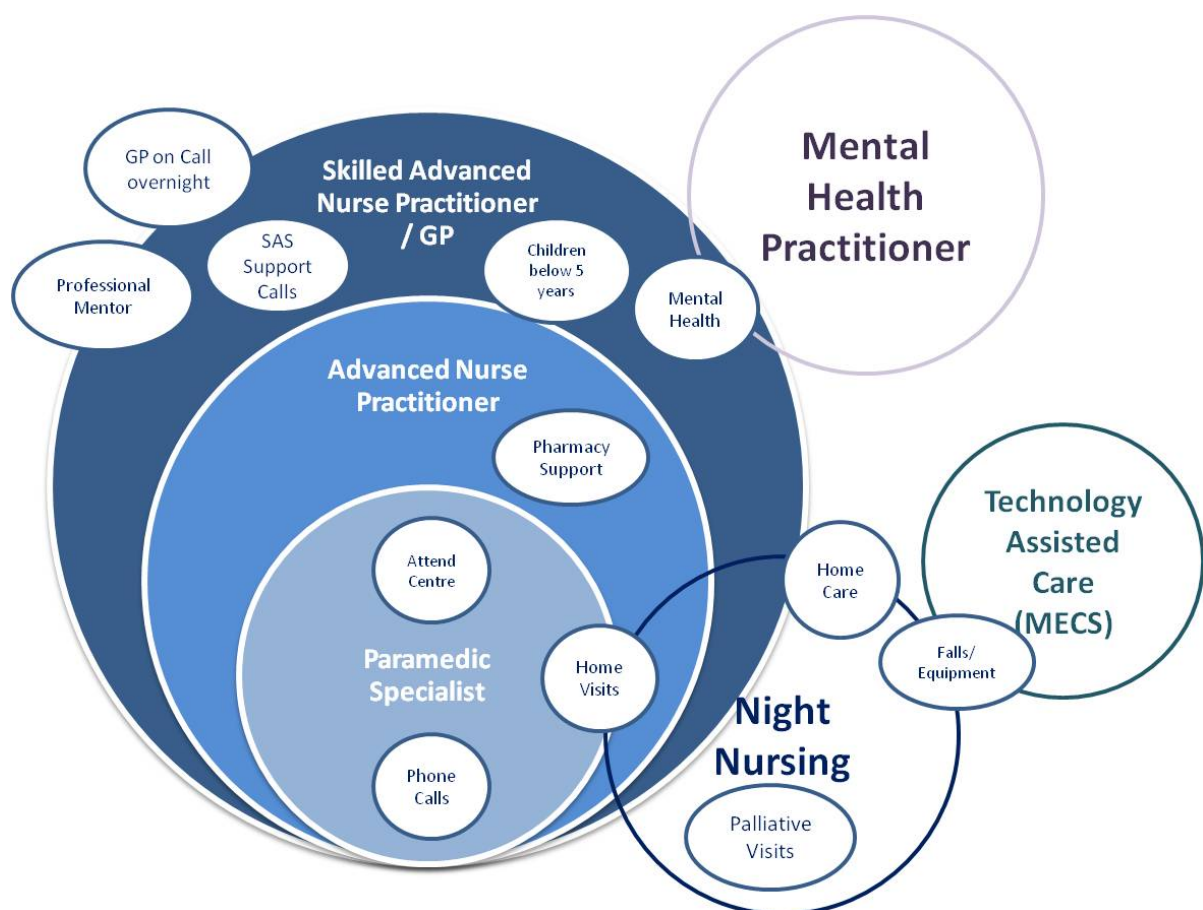 GP on Call
overnight
Skilled Advanced
Nurse Practitioner
/ GP
Mental
Health
Practitioner
Professional
Mentor
SAS
Support
Calls
Children
below 5
years
Mental
Health
Advanced Nurse
Practitioner
Pharmacy
Support
Attend
Centre
Paramedic
Specialist
Home
Visits
Phone
Calls
Home
Care
Technology
Assisted
Care
(MECS)
Falls/
Equipment
Night
Nursing
Palliative
Visits